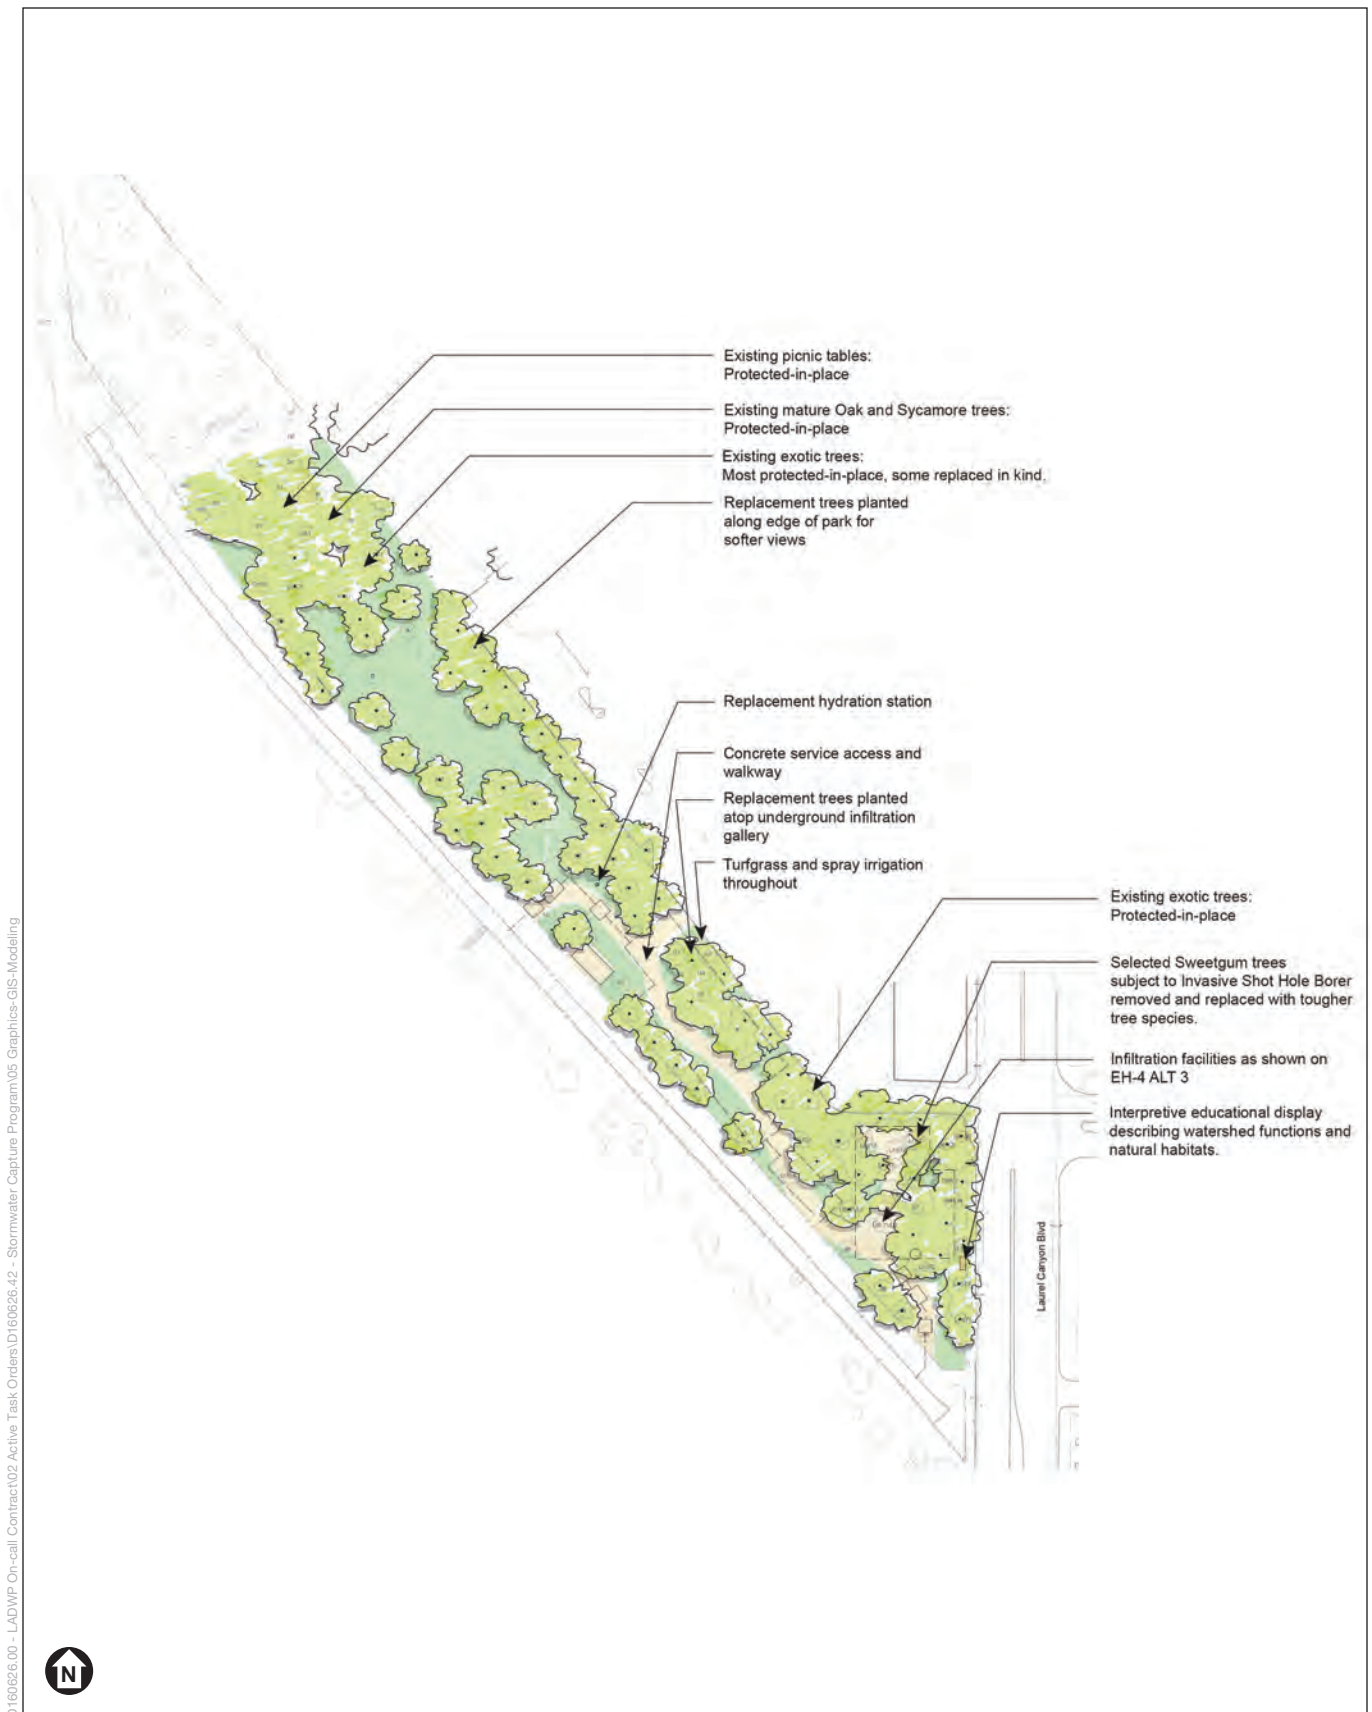 Existing picnic tables:
Protected-in-place
Existing mature Oak and Sycamore trees:
Protected-in-place
Existing exotic trees:
Most protected-in-place, some replaced in kind.
Replacement trees planted
along edge of park for
softer views
Replacement hydration station
Concrete service access and
walkway
Replacement trees planted
atop underground infiltration
gallery
Turfgrass and spray irrigation
throughout
Existing exotic trees:
Protected-in-place
Selected Sweetgum trees
subject to Invasive Shot Hole Borer
removed and replaced with tougher
tree species.
Infiltration facilities as shown on
EH-4 ALT 3
Interpretive educational display
describing watershed functions and
natural habitats.
Laurel Canyon Blvd
N
160626.00 - LADWP On-call Contract\02 Active Task Orders\D160626.42 - Stormwater Capture Program\05 Graphics-GIS-Modeling